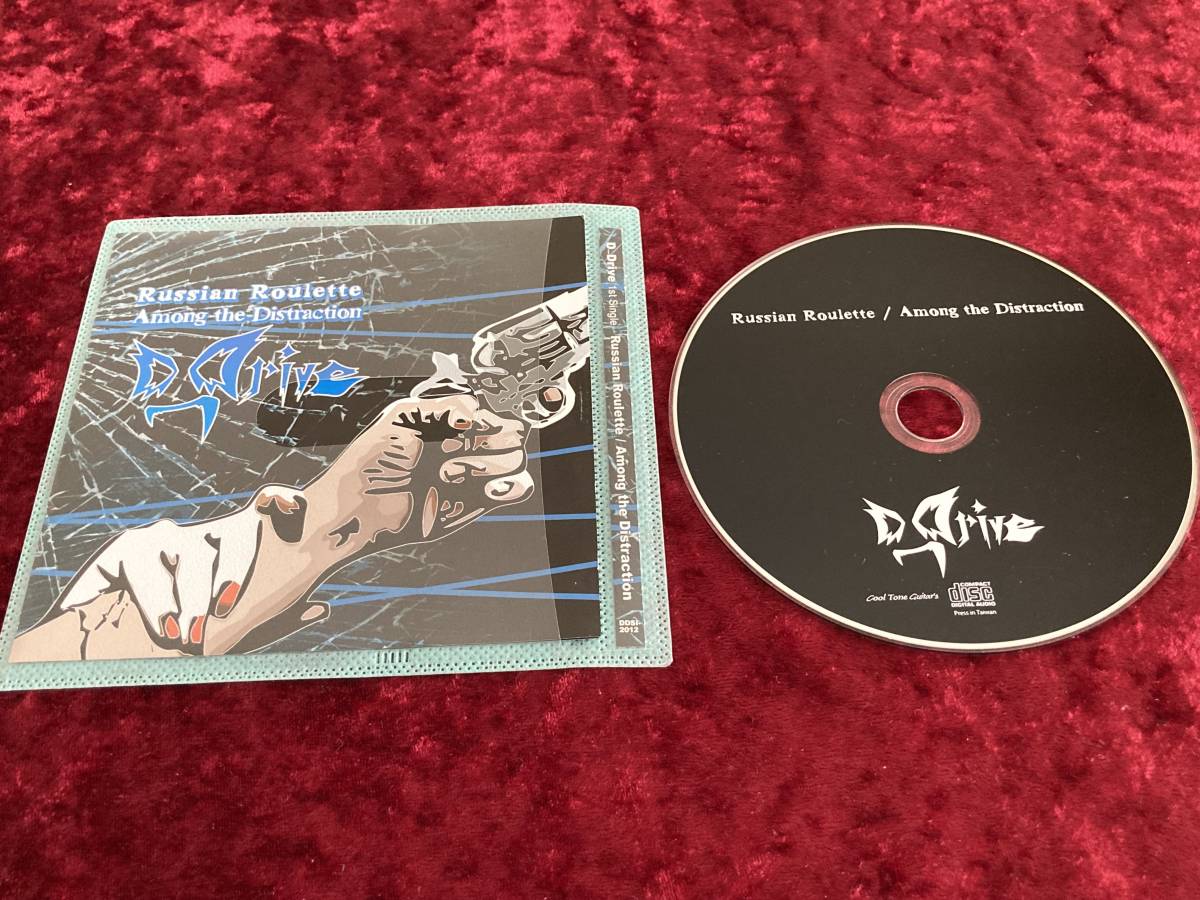 Russian Roulette
Among the Distraction
D_Drive
D_Drive 1st Single Russian Roulette / Among the Distraction
DDSI-
2012
Russian Roulette / Among the Distraction
D_Drive
Cool Tone Guitar's
COMPACT
disc
DIGITAL AUDIO
Press in Taiwan